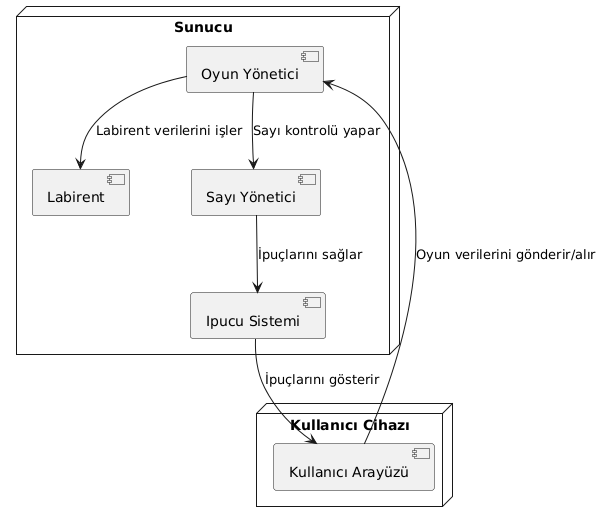 Sunucu
Oyun Yönetici
Labirent verilerini işler
Sayı kontrolü yapar
Labirent
Sayı Yönetici
İpuçlarını sağlar
Oyun verilerini gönderir/alır
Ipucu Sistemi
İpuçlarını gösterir
Kullanıcı Cihazı
Kullanıcı Arayüzü